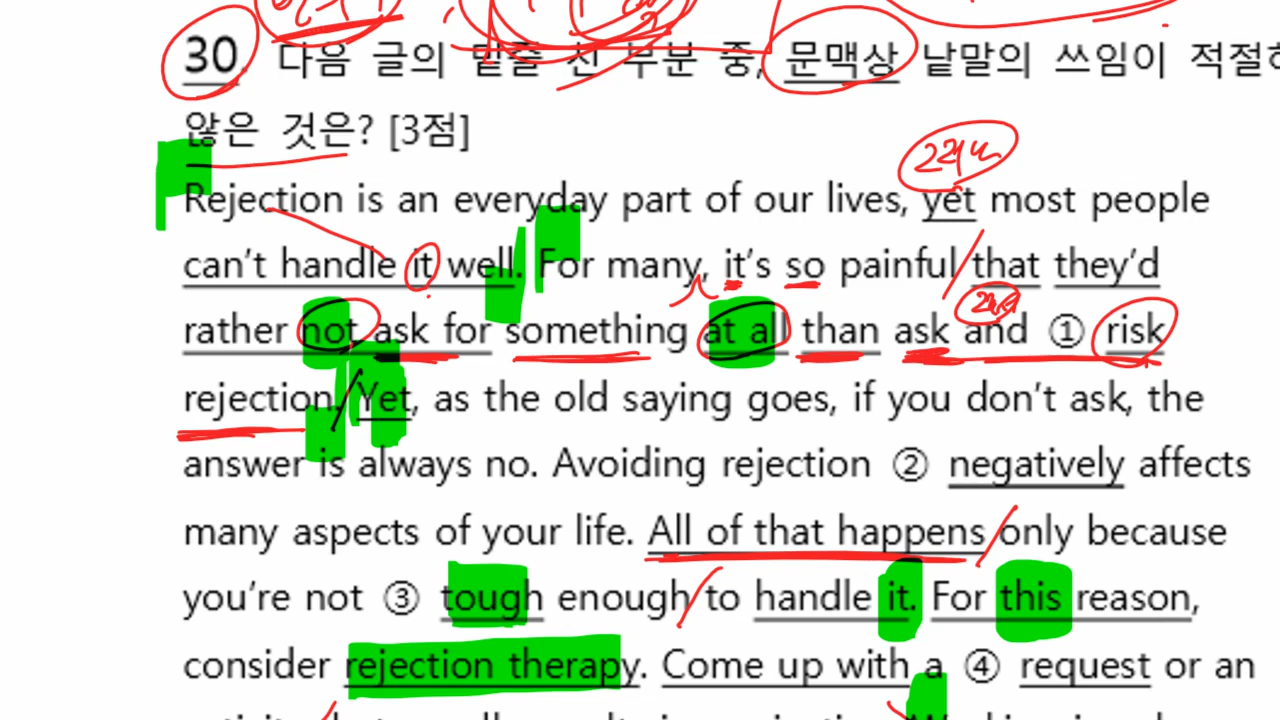 30 다음 글의 밑줄 친 부분 중, 문맥상 낱말의 쓰임이 적절하
않은 것은? [3점]
Rejection is an everyday part of our lives, yet most people
can't handle it well. For many, it's so painful that they'd
rather not ask for something at all than ask and ① risk
rejection. Yet, as the old saying goes, if you don't ask, the
answer is always no. Avoiding rejection ② negatively affects
many aspects of your life. All of that happens only because
you're not ③ tough enough to handle it. For this reason,
consider rejection therapy. Come up with a ④ request or an